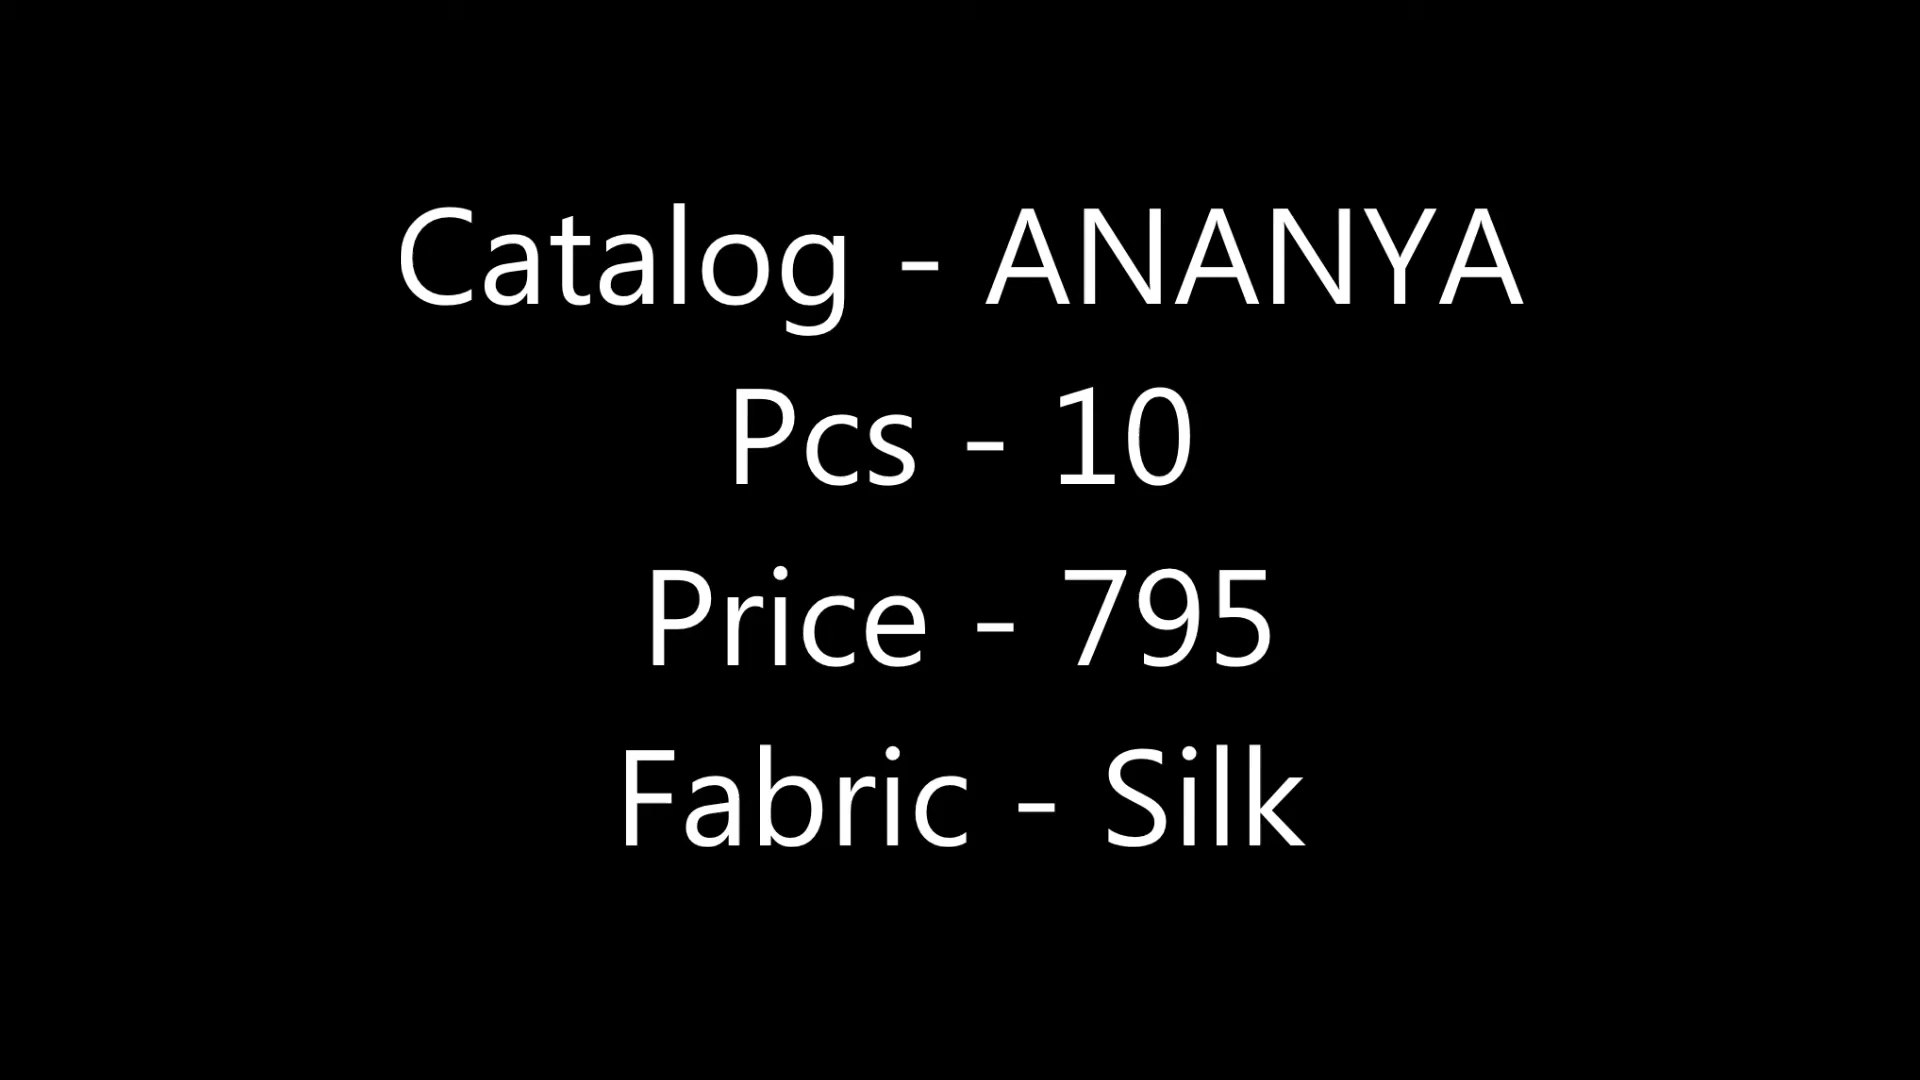 Catalog - ANANYA
Pcs - 10
Price - 795
Fabric - Silk